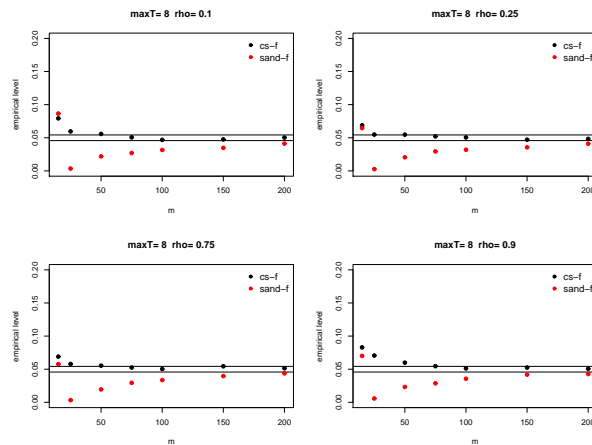 maxT= 8 rho= 0.1
empirical level
0.00 0.05 0.10 0.15 0.20
cs−f
sand−f
50 100 150 200
m
maxT= 8 rho= 0.25
empirical level
0.00 0.05 0.10 0.15 0.20
cs−f
sand−f
50 100 150 200
m
maxT= 8 rho= 0.75
empirical level
0.00 0.05 0.10 0.15 0.20
cs−f
sand−f
50 100 150 200
m
maxT= 8 rho= 0.9
empirical level
0.00 0.05 0.10 0.15 0.20
cs−f
sand−f
50 100 150 200
m